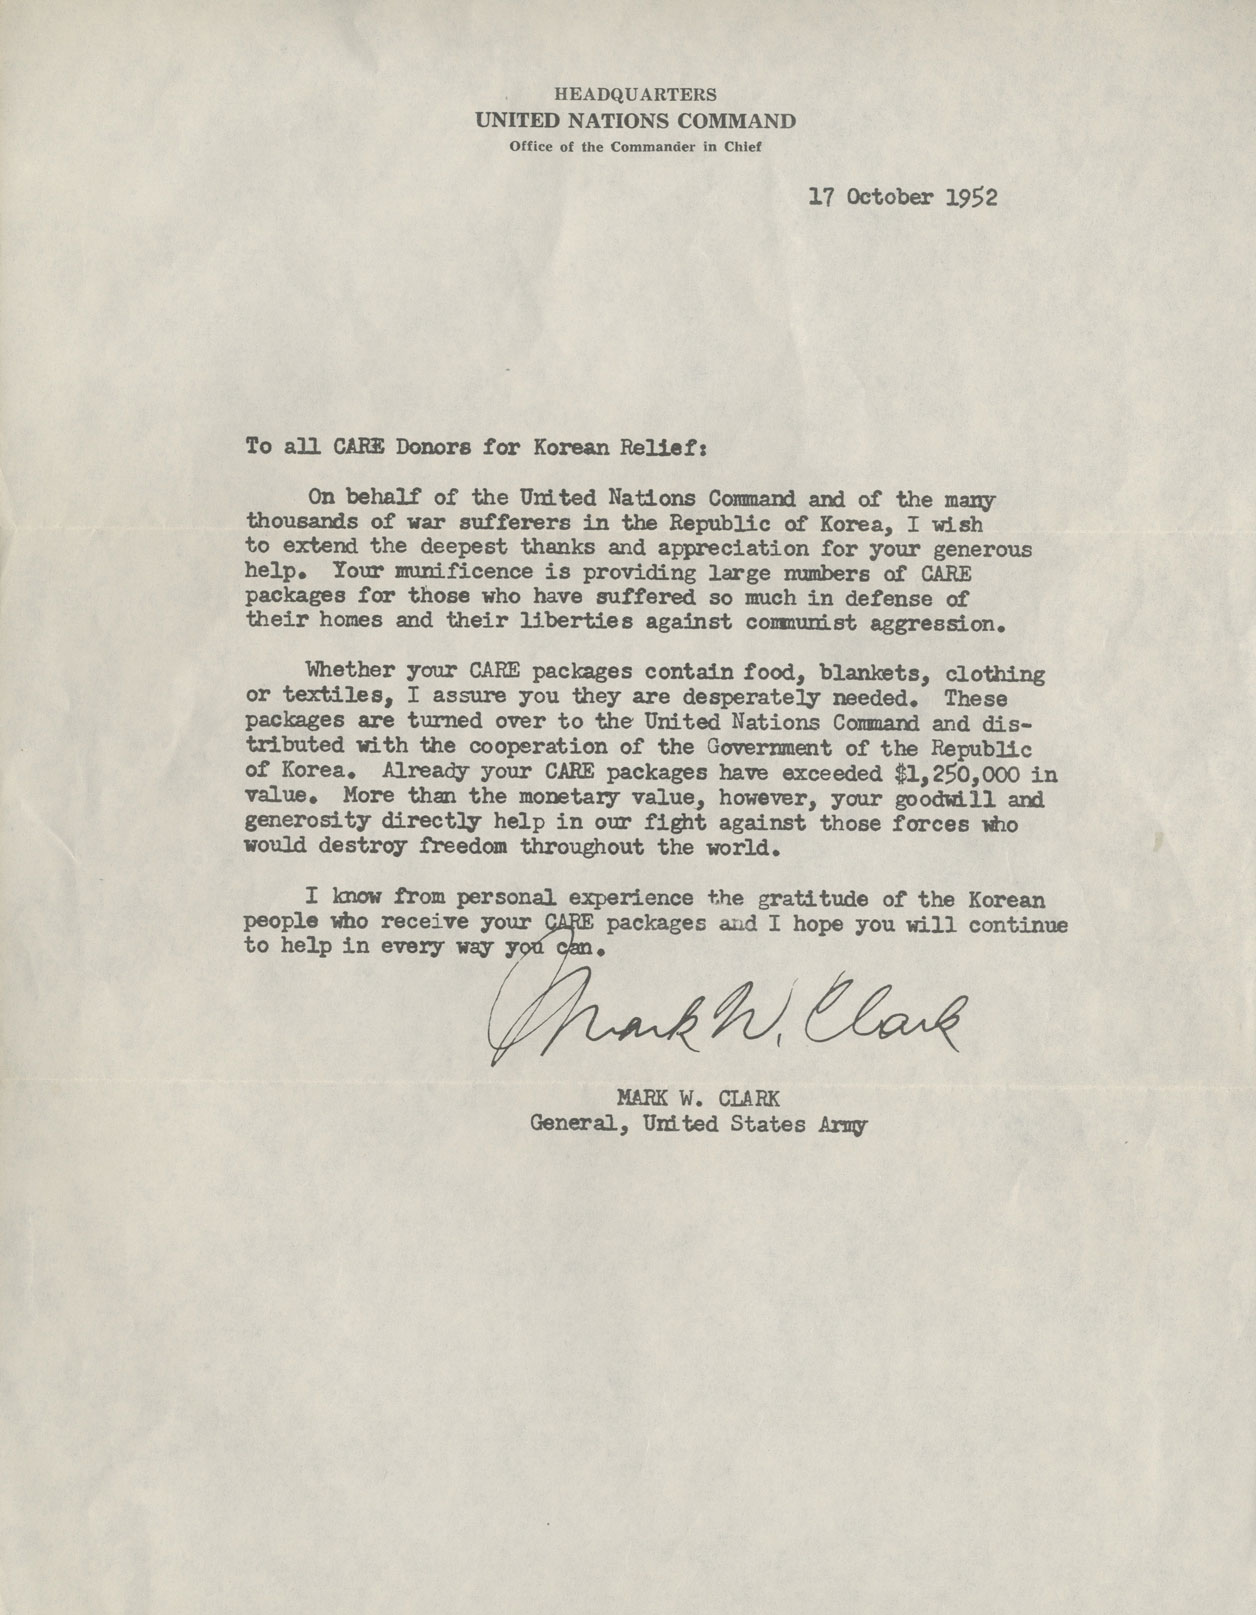 HEADQUARTERS
UNITED NATIONS COMMAND
Office of the Commander in Chief
17 October 1952
To all CARE Donors for Korean Relief:
On behalf of the United Nations Command and of the many
thousands of war sufferers in the Republic of Korea, I wish
to extend the deepest thanks and appreciation for your generous
help. Your munificence is providing large numbers of CARE
packages for those who have suffered so much in defense of
their homes and their liberties against communist aggression.
Whether your CARE packages contain food, blankets, clothing
or textiles, I assure you they are desperately needed. These
packages are turned over to the United Nations Command and dis-
tributed with the cooperation of the Government of the Republic
of Korea. Already your CARE packages have exceeded $1,250,000 in
value. More than the monetary value, however, your goodwill and
generosity directly help in our fight against those forces who
would destroy freedom throughout the world.
I know from personal experience the gratitude of the Korean
people who receive your CARE packages and I hope you will continue
to help in every way you can.
Mark W. Clark
MARK W. CLARK
General, United States Army